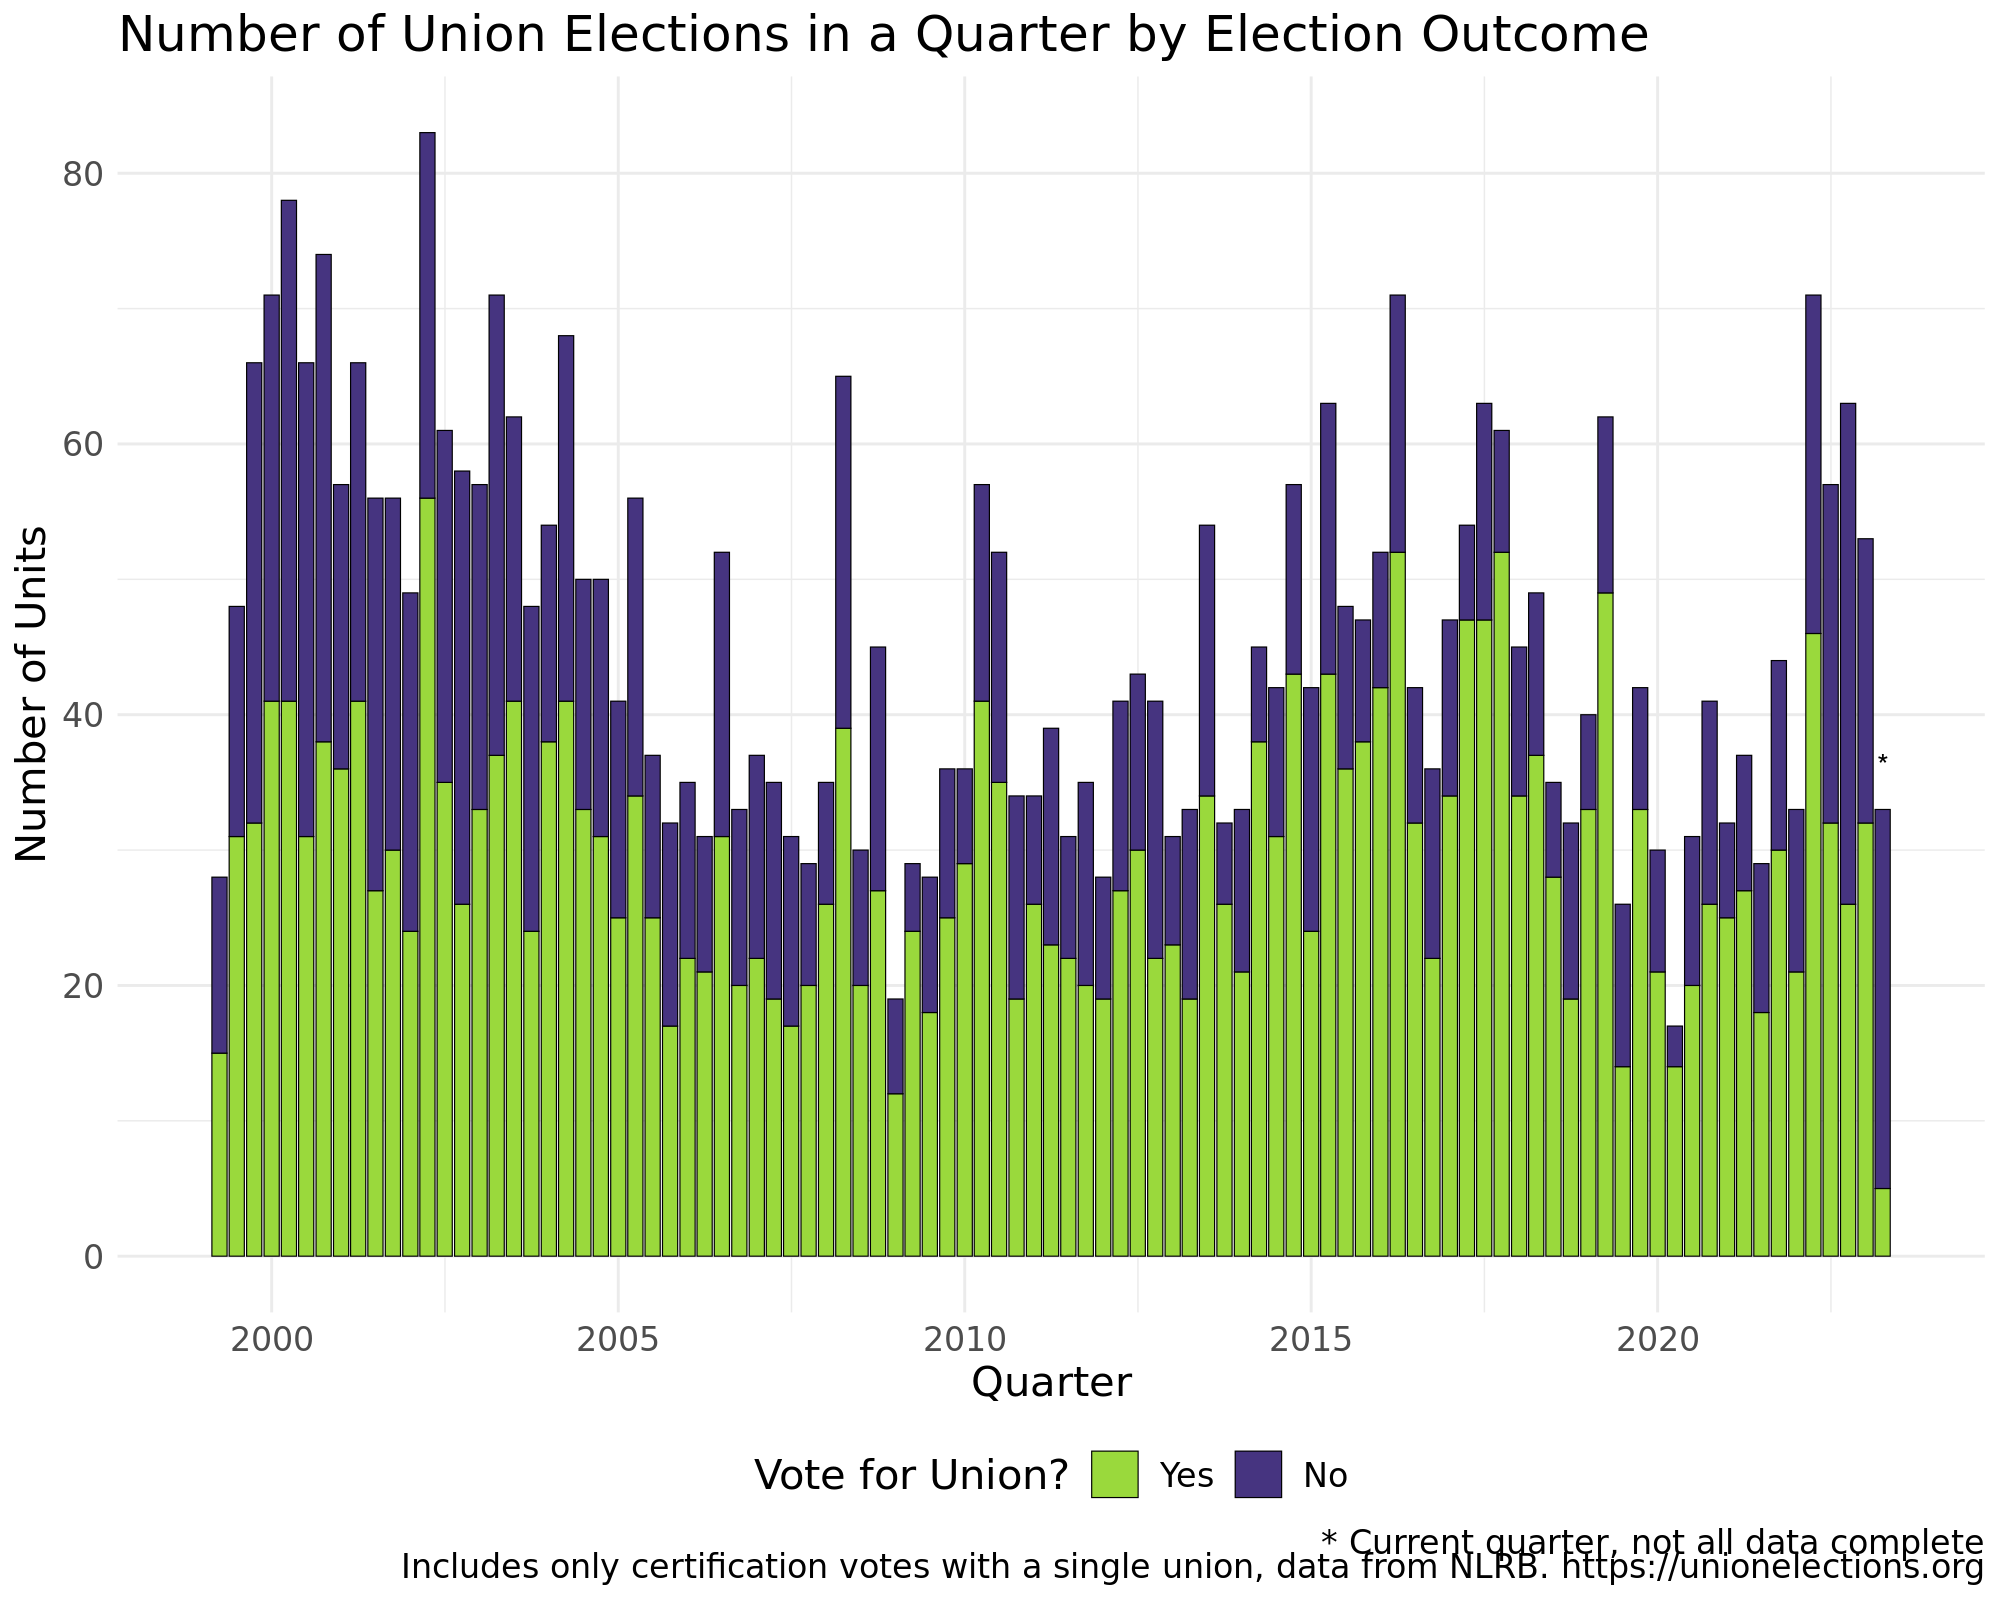 Number of Union Elections in a Quarter by Election Outcome
Number of Units
80
60
40
20
0
*
2000 2005 2010 2015 2020
Quarter
Vote for Union? Yes No
* Current quarter, not all data complete
Includes only certification votes with a single union, data from NLRB. https://unionelections.org